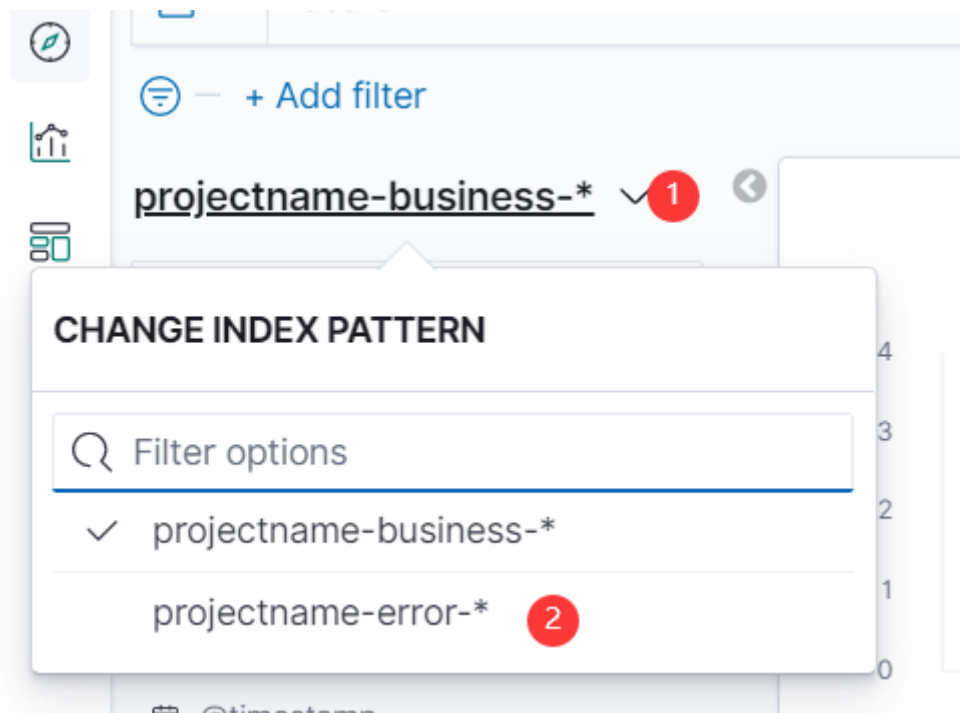 + Add filter
projectname-business-*
1
CHANGE INDEX PATTERN
4
3
Filter options
2
projectname-business-*
1
projectname-error-*
2
0
@timestamp